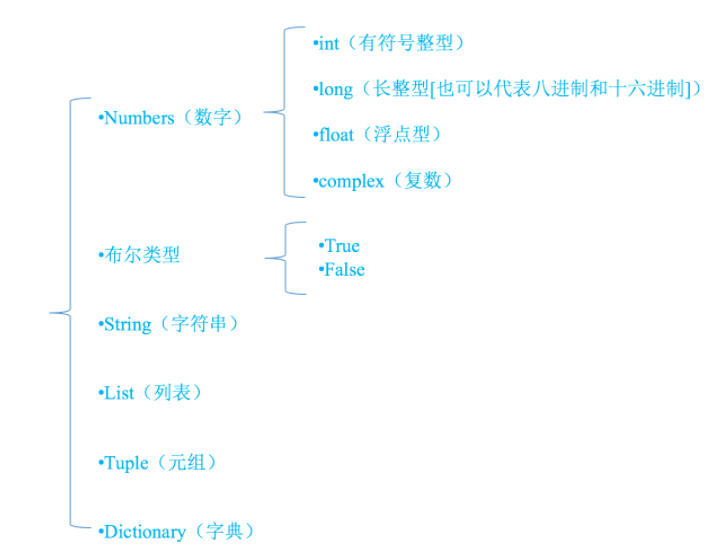 •int（有符号整型）
•long（长整型[也可以代表八进制和十六进制]）
•Numbers（数字）
•float（浮点型）
•complex（复数）
•布尔类型
•True
•False
•String（字符串）
•List（列表）
•Tuple（元组）
•Dictionary（字典）